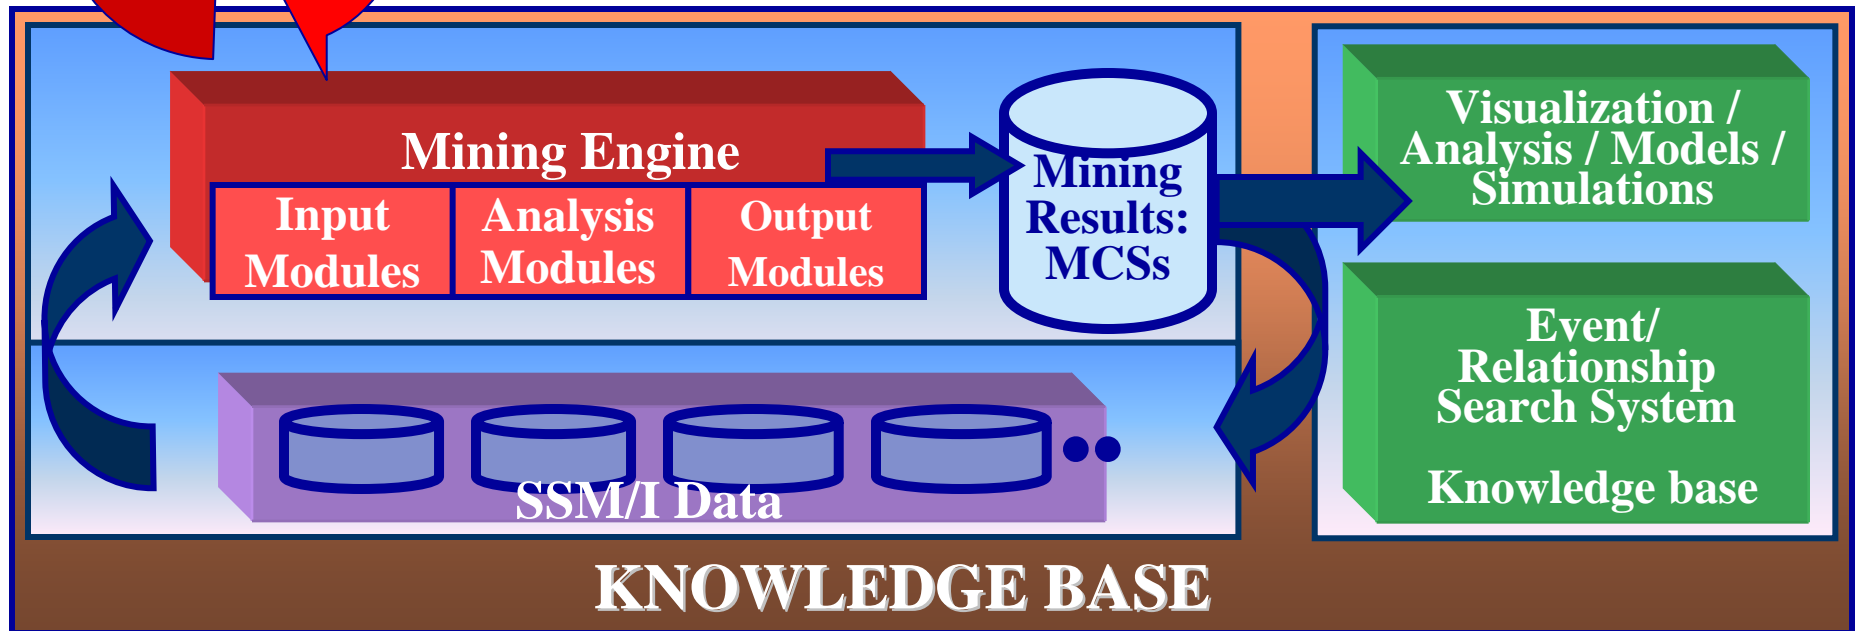 Mining Engine
Input
Modules
Analysis
Modules
Output
Modules
Mining
Results:
MCSs
Visualization /
Analysis / Models /
Simulations
Event/
Relationship
Search System
Knowledge base
SSM/I Data
KNOWLEDGE BASE